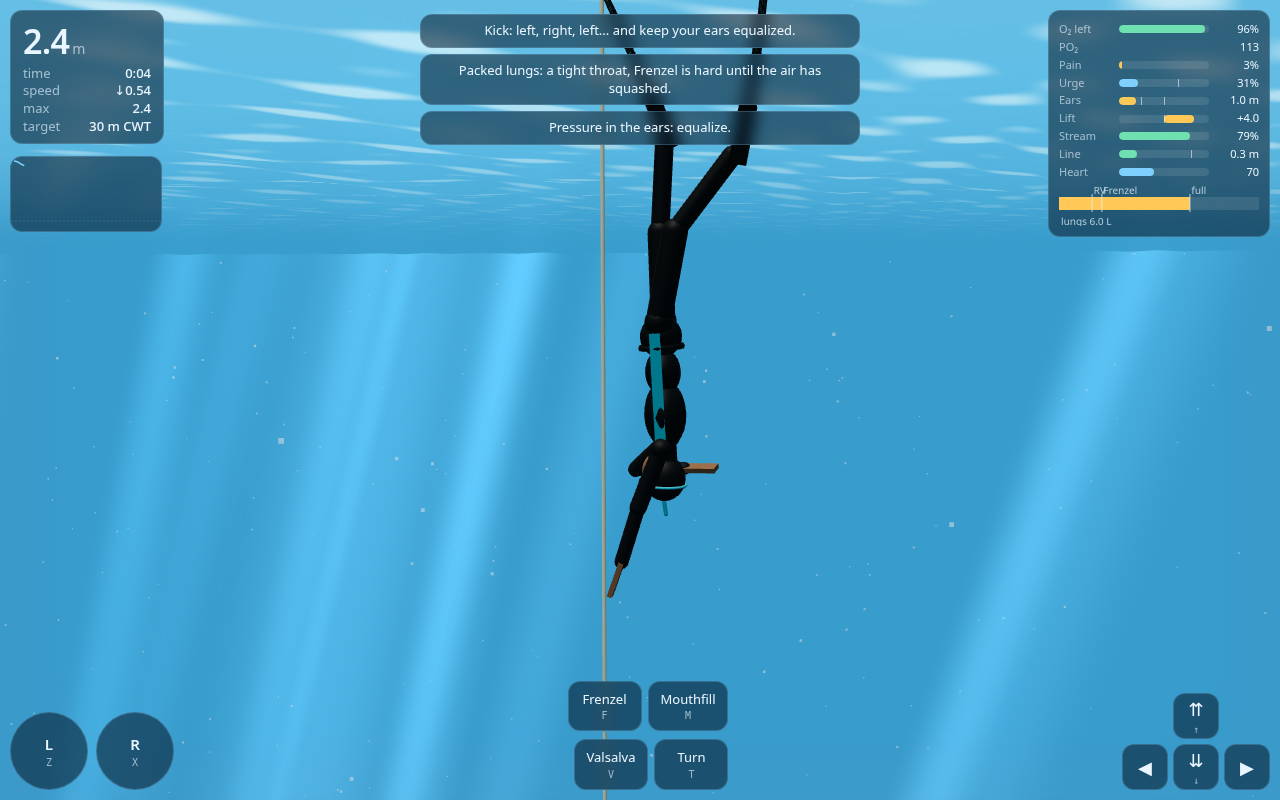 2.4 m
time 0:04
speed ↓0.54
max 2.4
target 30 m CWT
Kick: left, right, left... and keep your ears equalized.
Packed lungs: a tight throat, Frenzel is hard until the air has
squashed.
Pressure in the ears: equalize.
O₂ left 96%
PO₂ 113
Pain 3%
Urge 31%
Ears 1.0 m
Lift +4.0
Stream 79%
Line 0.3 m
Heart 70
RV Frenzel full
lungs 6.0 L
Frenzel
F
Mouthfill
M
Valsalva
V
Turn
T
L
Z
R
X
⇈
↑
◀
⇊
↓
▶